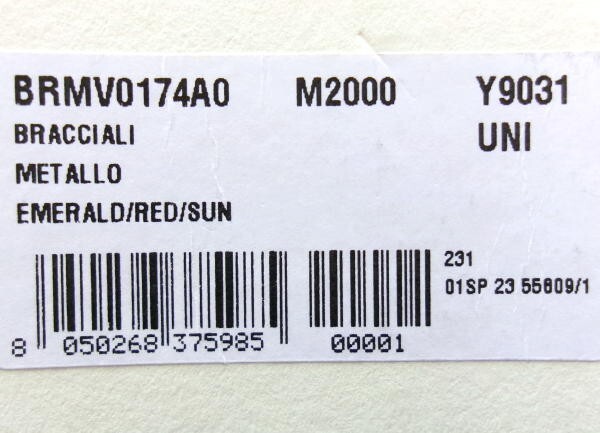 BRMV0174A0 M2000 Y9031
BRACCIALI UNI
METALLO
EMERALD/RED/SUN
231
01SP 23 55609/1
8 050268 375985 00001